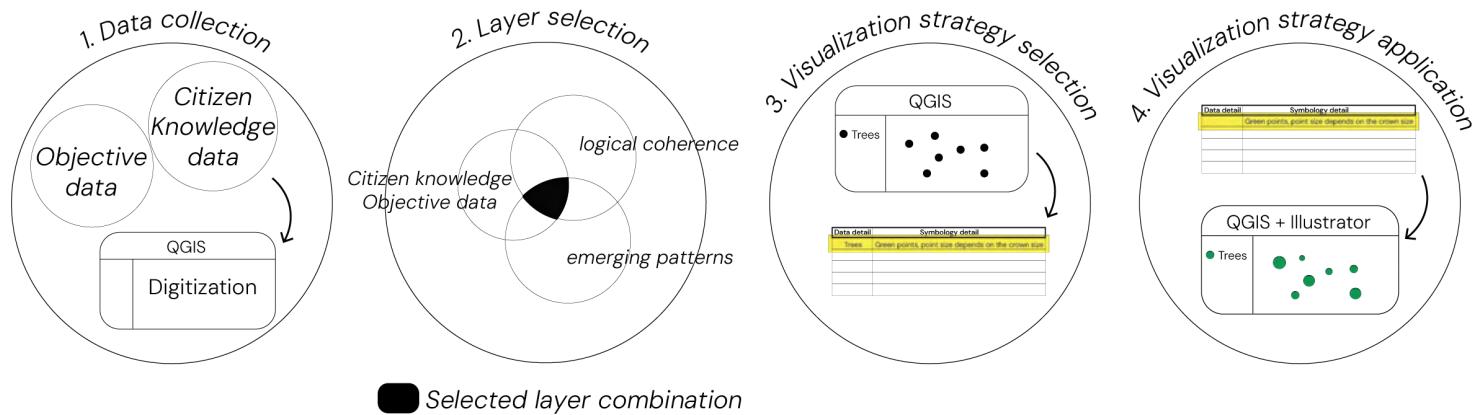 1. Data collection
Objective
data
Citizen
Knowledge
data
QGIS
Digitization
2. Layer selection
logical coherence
Citizen knowledge
Objective data
emerging patterns
Selected layer combination
3. Visualization strategy selection
QGIS
Trees
Data detail Symbology detail
Trees Green points, point size depends on the crown size
4. Visualization strategy application
Data detail Symbology detail
Green points, point size depends on the crown size
QGIS + Illustrator
Trees